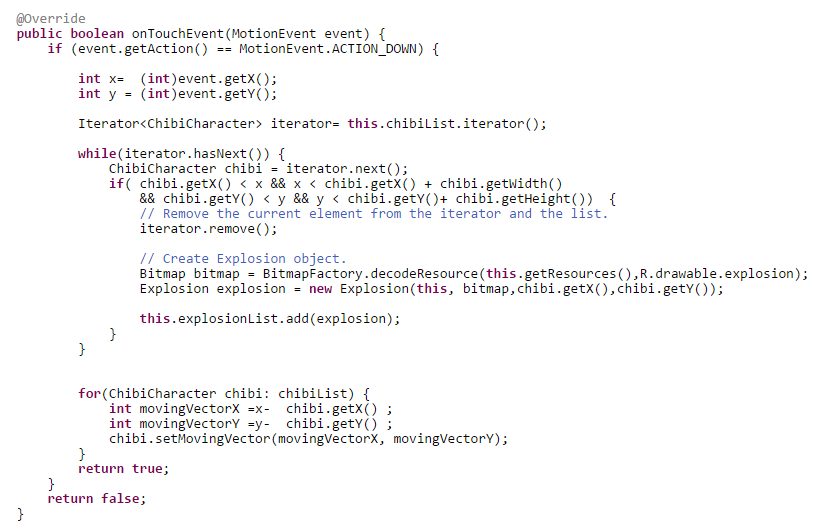 @Override
public boolean onTouchEvent(MotionEvent event) {
    if (event.getAction() == MotionEvent.ACTION_DOWN) {

        int x=  (int)event.getX();
        int y = (int)event.getY();

        Iterator<ChibiCharacter> iterator= this.chibiList.iterator();

        while(iterator.hasNext()) {
            ChibiCharacter chibi = iterator.next();
            if( chibi.getX() < x && x < chibi.getX() + chibi.getWidth()
                && chibi.getY() < y && y < chibi.getY()+ chibi.getHeight())  {
                // Remove the current element from the iterator and the list.
                iterator.remove();

                // Create Explosion object.
                Bitmap bitmap = BitmapFactory.decodeResource(this.getResources(),R.drawable.explosion);
                Explosion explosion = new Explosion(this, bitmap,chibi.getX(),chibi.getY());

                this.explosionList.add(explosion);
            }
        }


        for(ChibiCharacter chibi: chibiList) {
            int movingVectorX =x-  chibi.getX() ;
            int movingVectorY =y-  chibi.getY() ;
            chibi.setMovingVector(movingVectorX, movingVectorY);
        }
        return true;
    }
    return false;
}